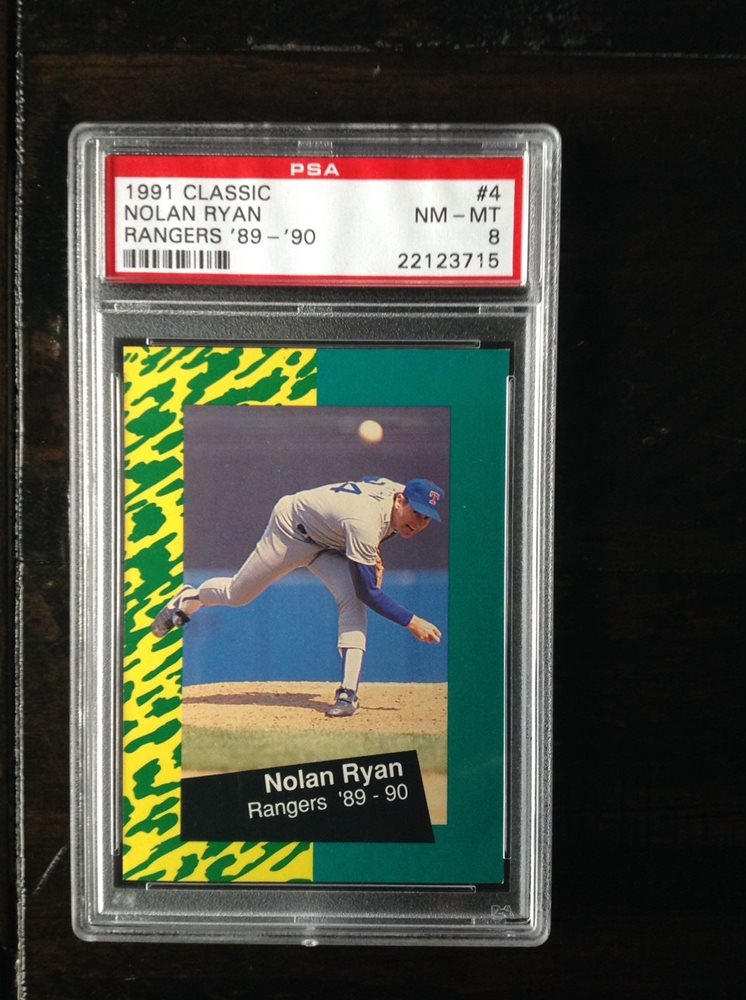 PSA
1991 CLASSIC #4
NOLAN RYAN NM-MT
RANGERS '89-'90 8
22123715
T
Nolan Ryan
Rangers '89 - 90